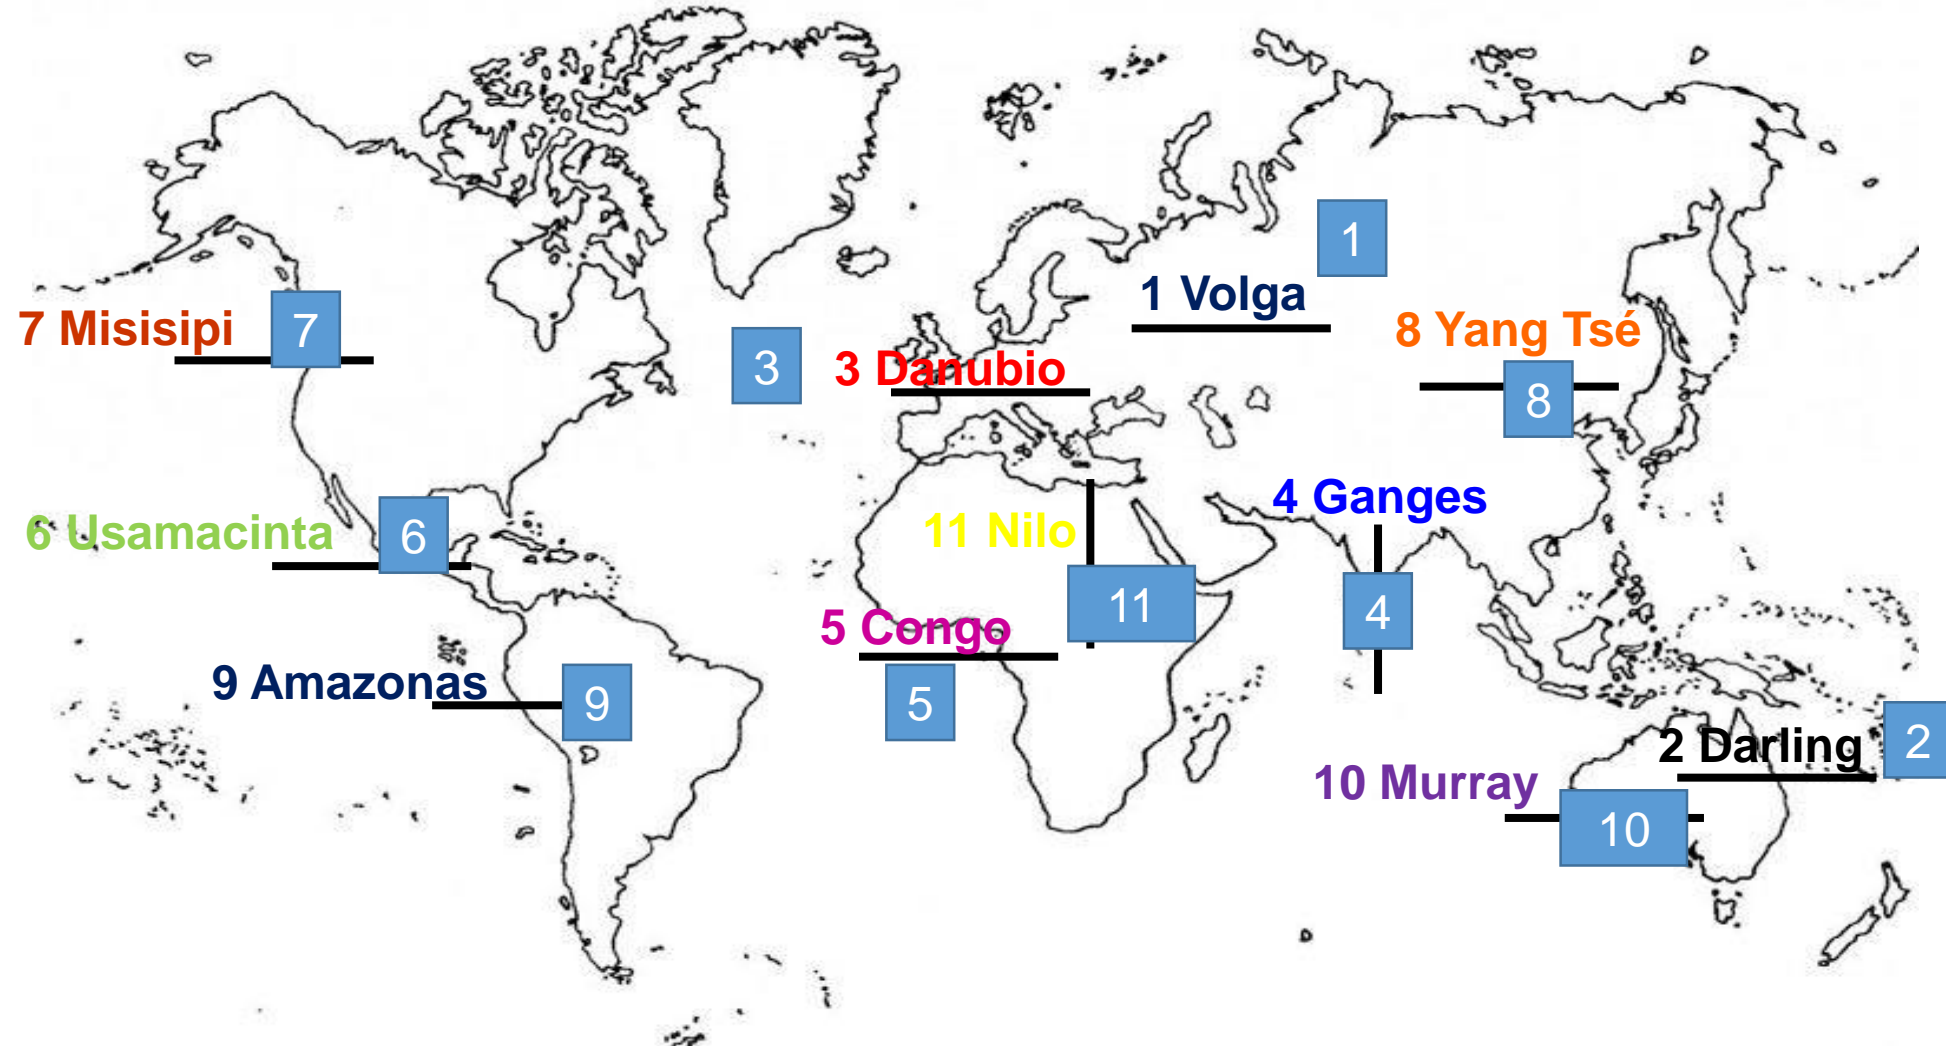 1
1 Volga
7 Misisipi
7
3
3 Danubio
8 Yang Tsé
8
4 Ganges
6 Usamacinta
6
11 Nilo
11
4
5 Congo
5
9 Amazonas
9
2 Darling
2
10 Murray
10